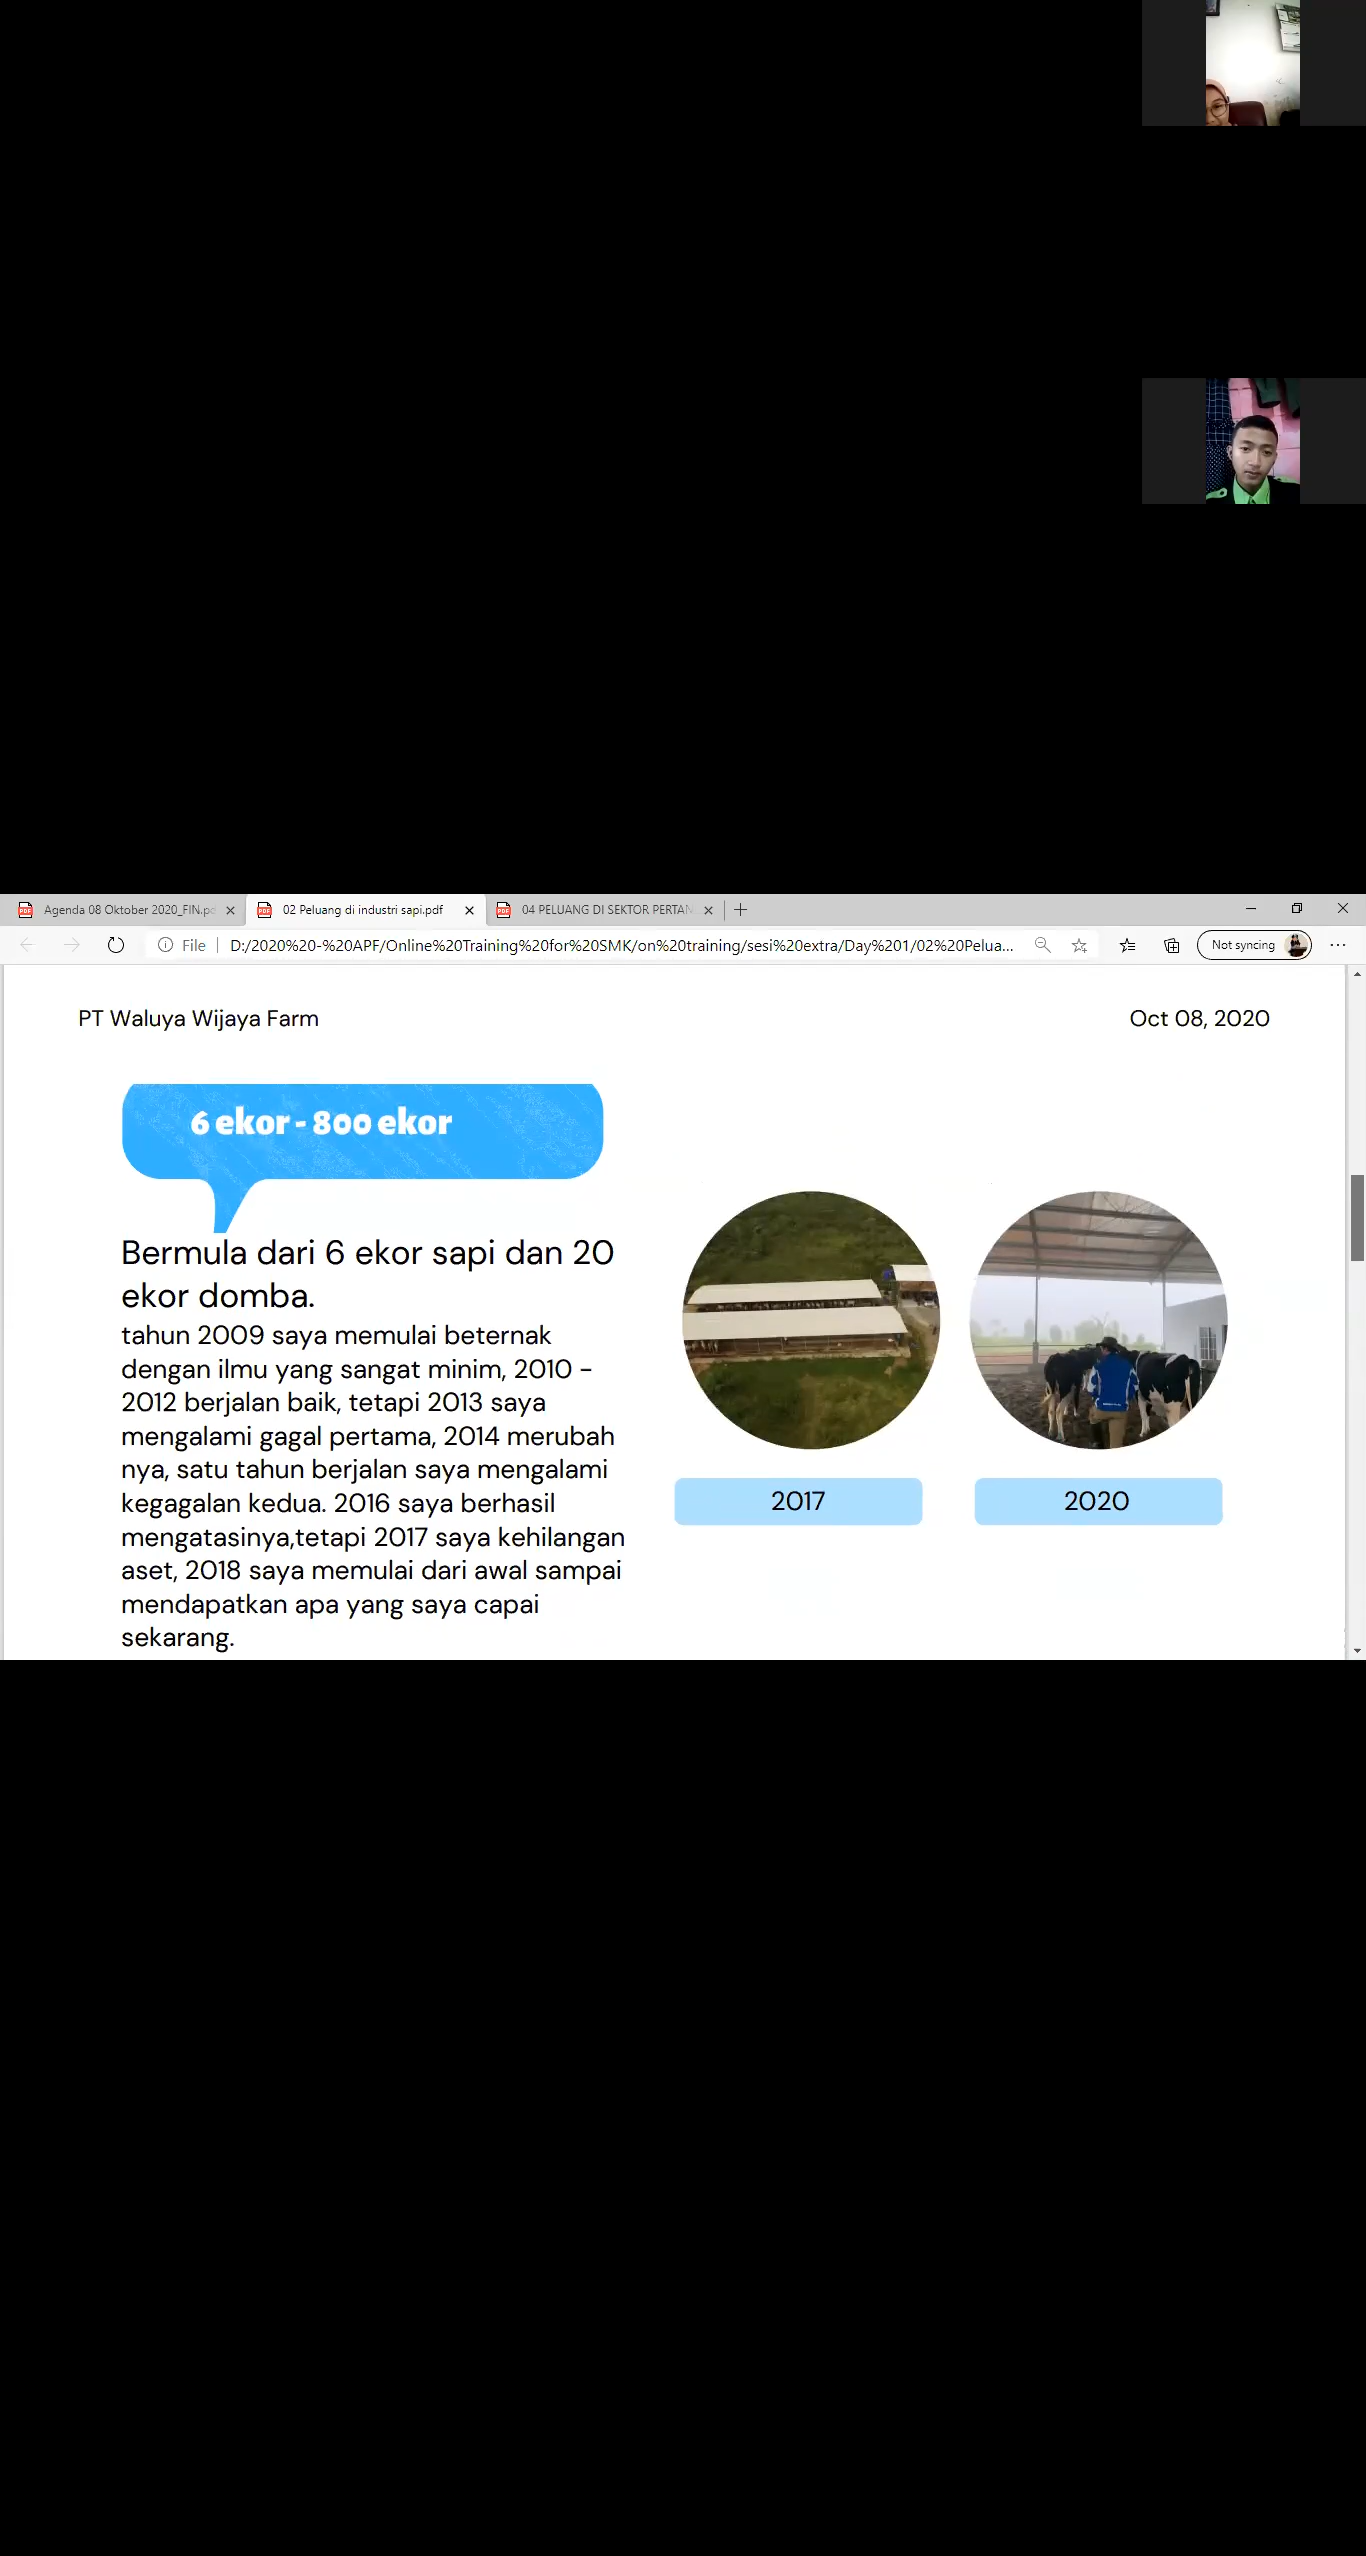 Agenda 08 Oktober 2020_FIN.p
02 Peluang di industri sapi.pdf
04 PELUANG DI SEKTOR PERTAN
File
D:/2020%20-%20APF/Online%20Training%20for%20SMK/on%20training/sesi%20extra/Day%201/02%20Pelua...
Not syncing
PT Waluya Wijaya Farm
Oct 08, 2020
6 ekor - 800 ekor
Bermula dari 6 ekor sapi dan 20
ekor domba.
tahun 2009 saya memulai beternak
dengan ilmu yang sangat minim, 2010 -
2012 berjalan baik, tetapi 2013 saya
mengalami gagal pertama, 2014 merubah
nya, satu tahun berjalan saya mengalami
kegagalan kedua. 2016 saya berhasil
mengatasinya,tetapi 2017 saya kehilangan
aset, 2018 saya memulai dari awal sampai
mendapatkan apa yang saya capai
sekarang.
2017
2020